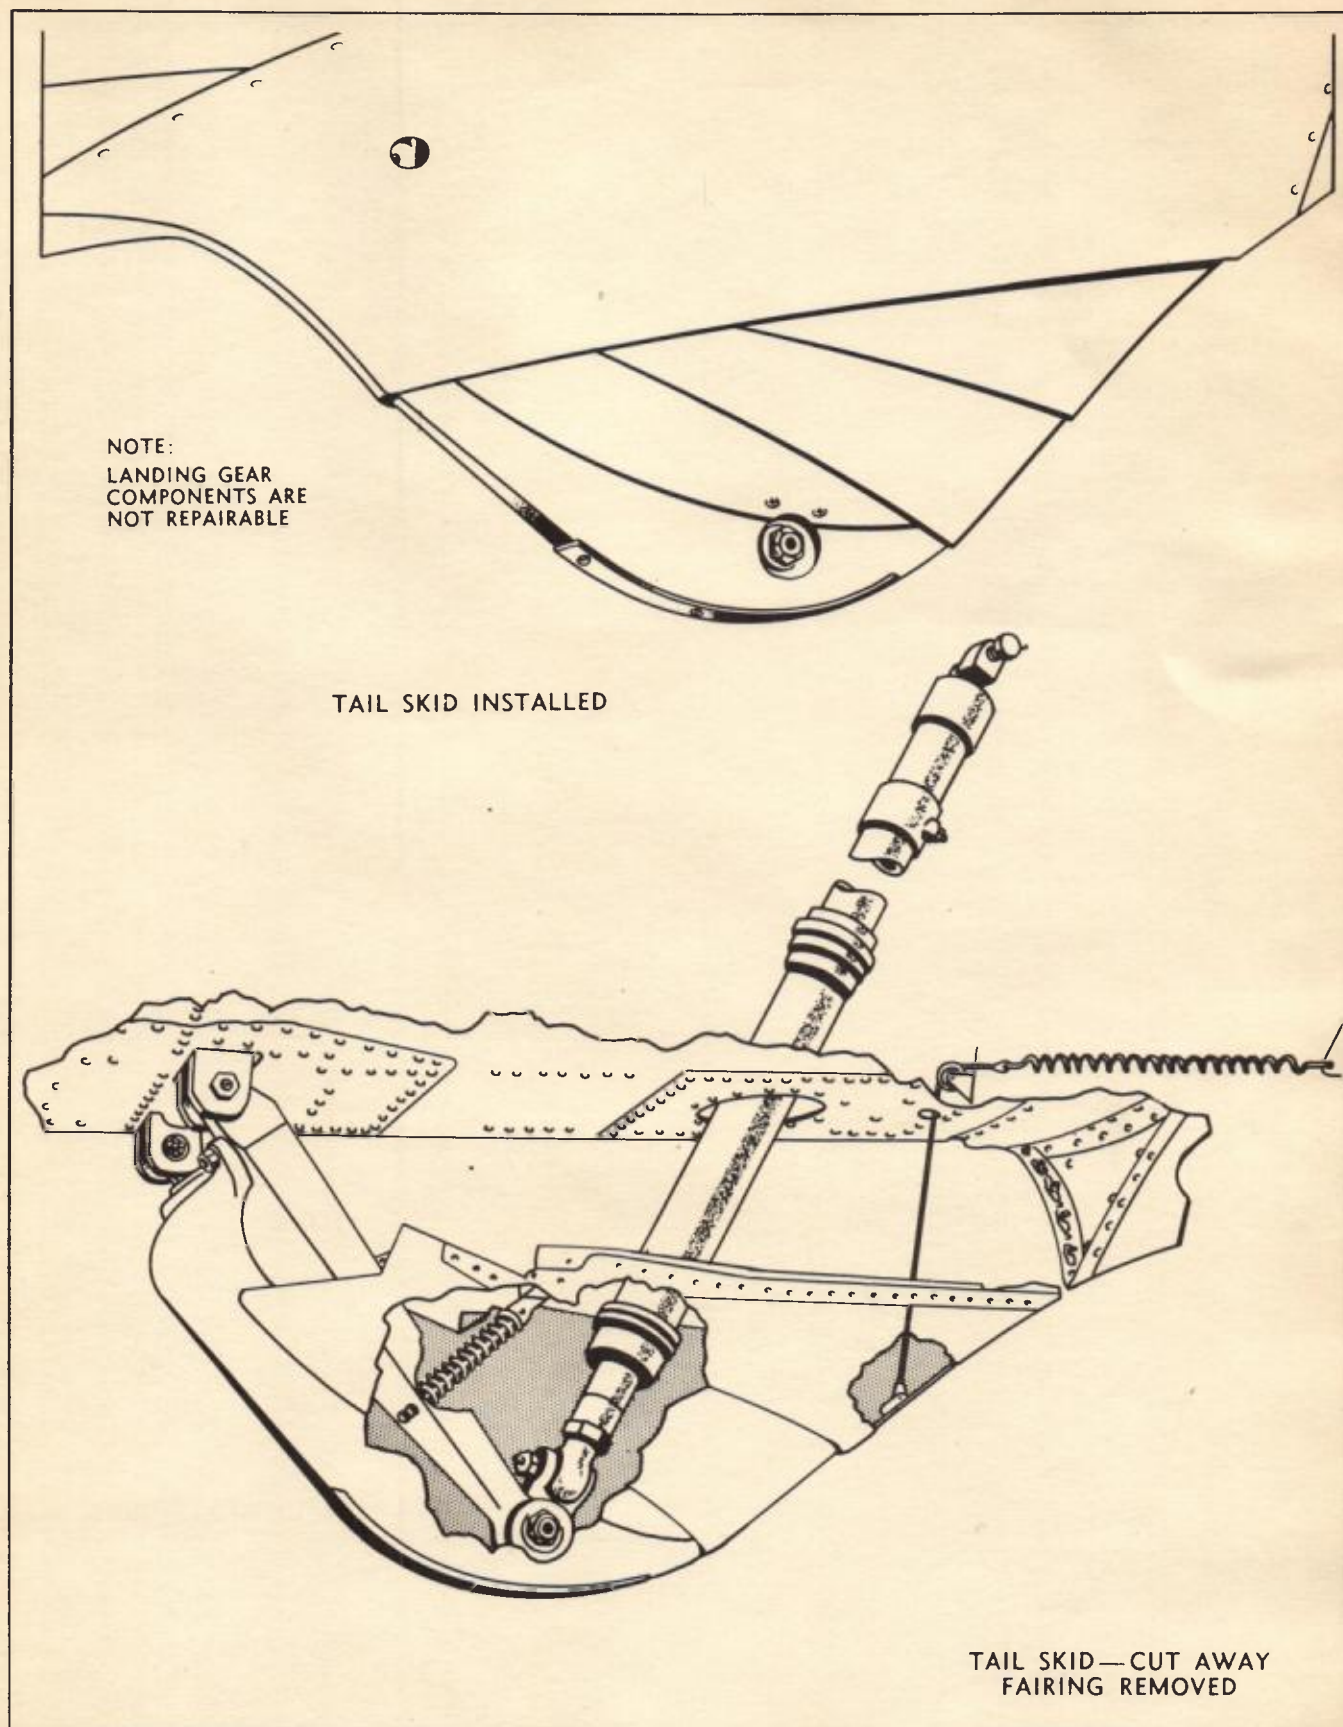 NOTE:
LANDING GEAR
COMPONENTS ARE
NOT REPAIRABLE
TAIL SKID INSTALLED
TAIL SKID—CUT AWAY
FAIRING REMOVED